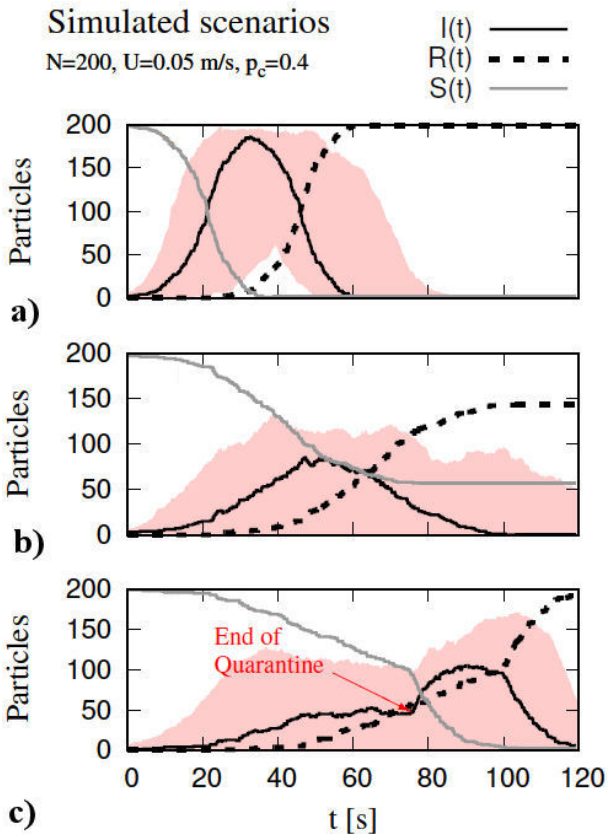 Simulated scenarios
N=200, U=0.05 m/s, p_c=0.4
I(t)
R(t)
S(t)
200
150
100
50
0
Particles
a)
200
150
100
50
0
Particles
b)
200
150
100
50
0
Particles
End of
Quarantine
0 20 40 60 80 100 120
c)
t [s]